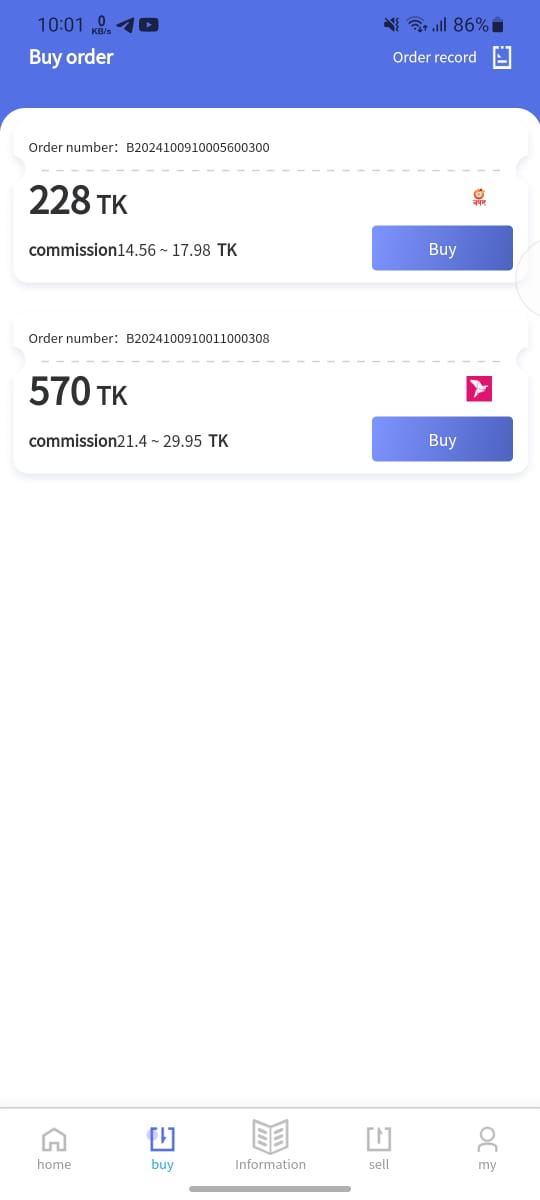 10:01 0 KB/s 86%
Buy order
Order record
Order number：B2024100910005600300
228 TK
नगद
commission14.56 ~ 17.98 TK
Buy
Order number：B2024100910011000308
570 TK
commission21.4 ~ 29.95 TK
Buy
home buy Information sell my